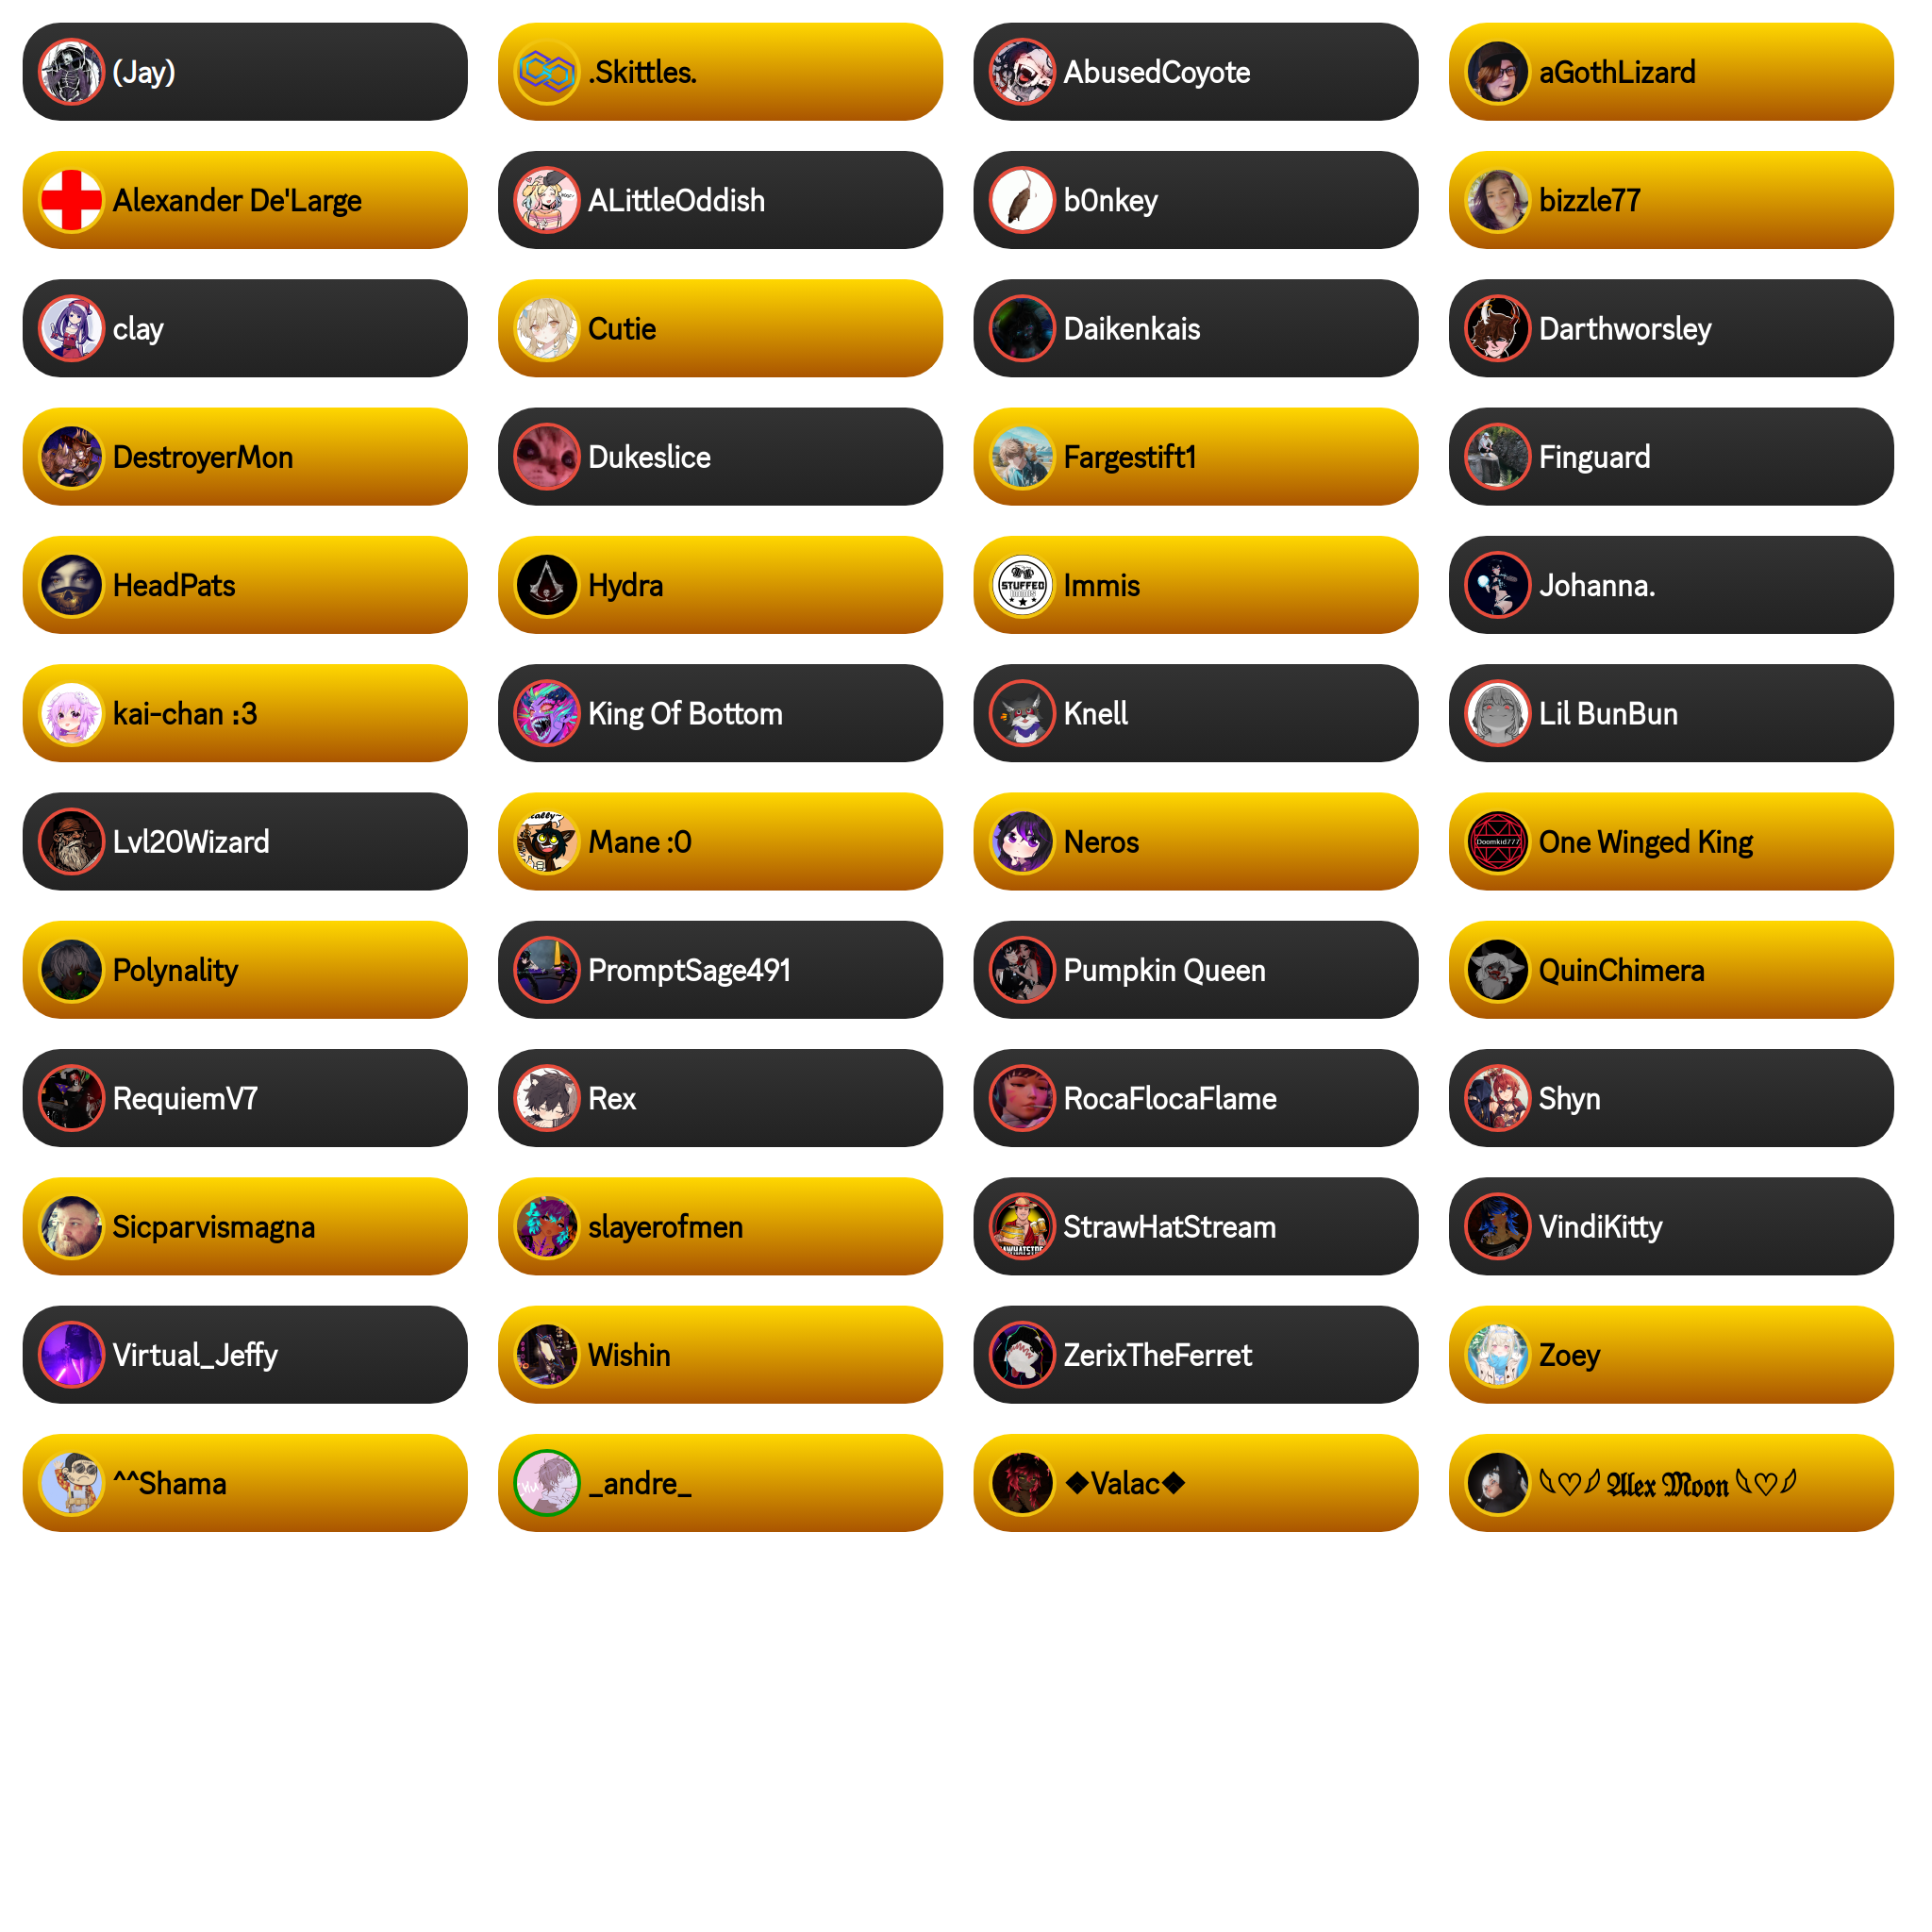 (Jay) .Skittles. AbusedCoyote aGothLizard
Alexander De'Large ALittleOddish b0nkey bizzle77
clay Cutie Daikenkais Darthworsley
DestroyerMon Dukeslice Fargestift1 Finguard
HeadPats Hydra STUFFED Immis Johanna.
kai-chan :3 King Of Bottom Knell Lil BunBun
Lvl20Wizard Mane :0 Neros Doomkid777 One Winged King
Polynality PromptSage491 Pumpkin Queen QuinChimera
RequiemV7 Rex RocaFlocaFlame Shyn
Sicparvismagna slayerofmen StrawHatStream VindiKitty
Virtual_Jeffy Wishin ZerixTheFerret Zoey
^^Shama _andre_ ❖Valac❖ 𓆩♡𓆪 𝕬𝖑𝖊𝖝 𝕸𝖔𝖔𝖓 𓆩♡𓆪